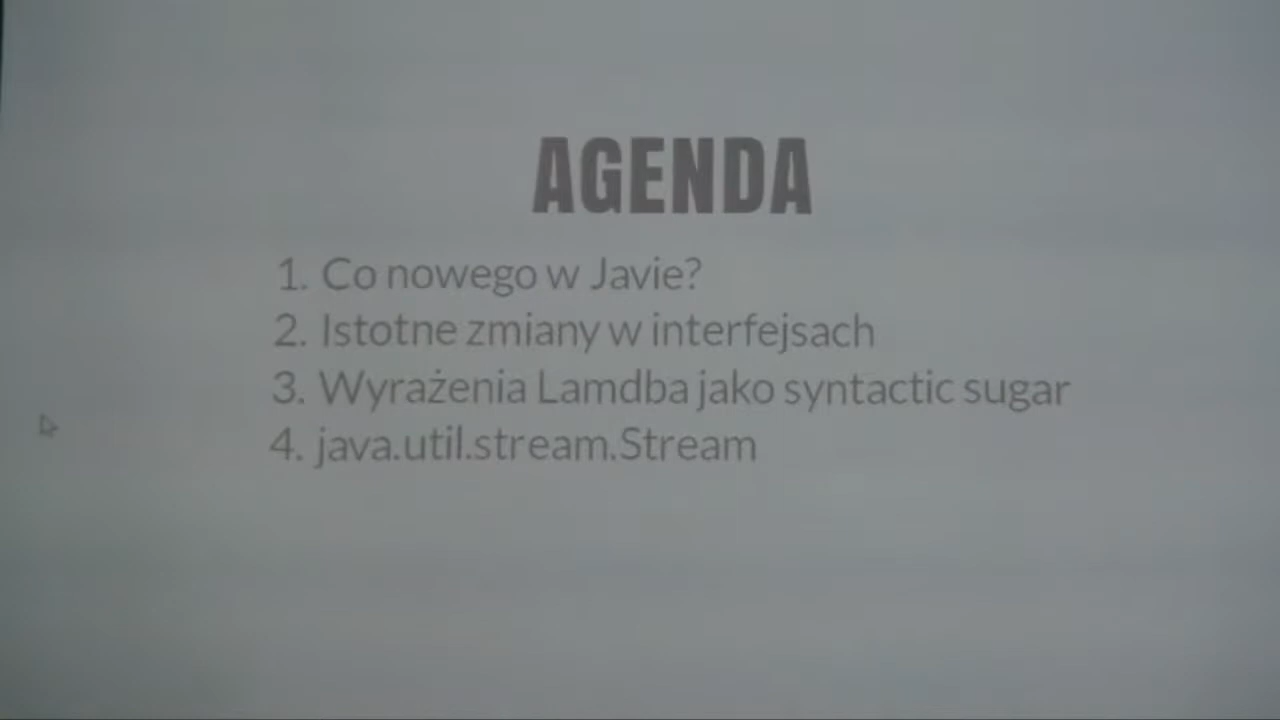 AGENDA
1. Co nowego w Javie?
2. Istotne zmiany w interfejsach
3. Wyrażenia Lamdba jako syntactic sugar
4. java.util.stream.Stream